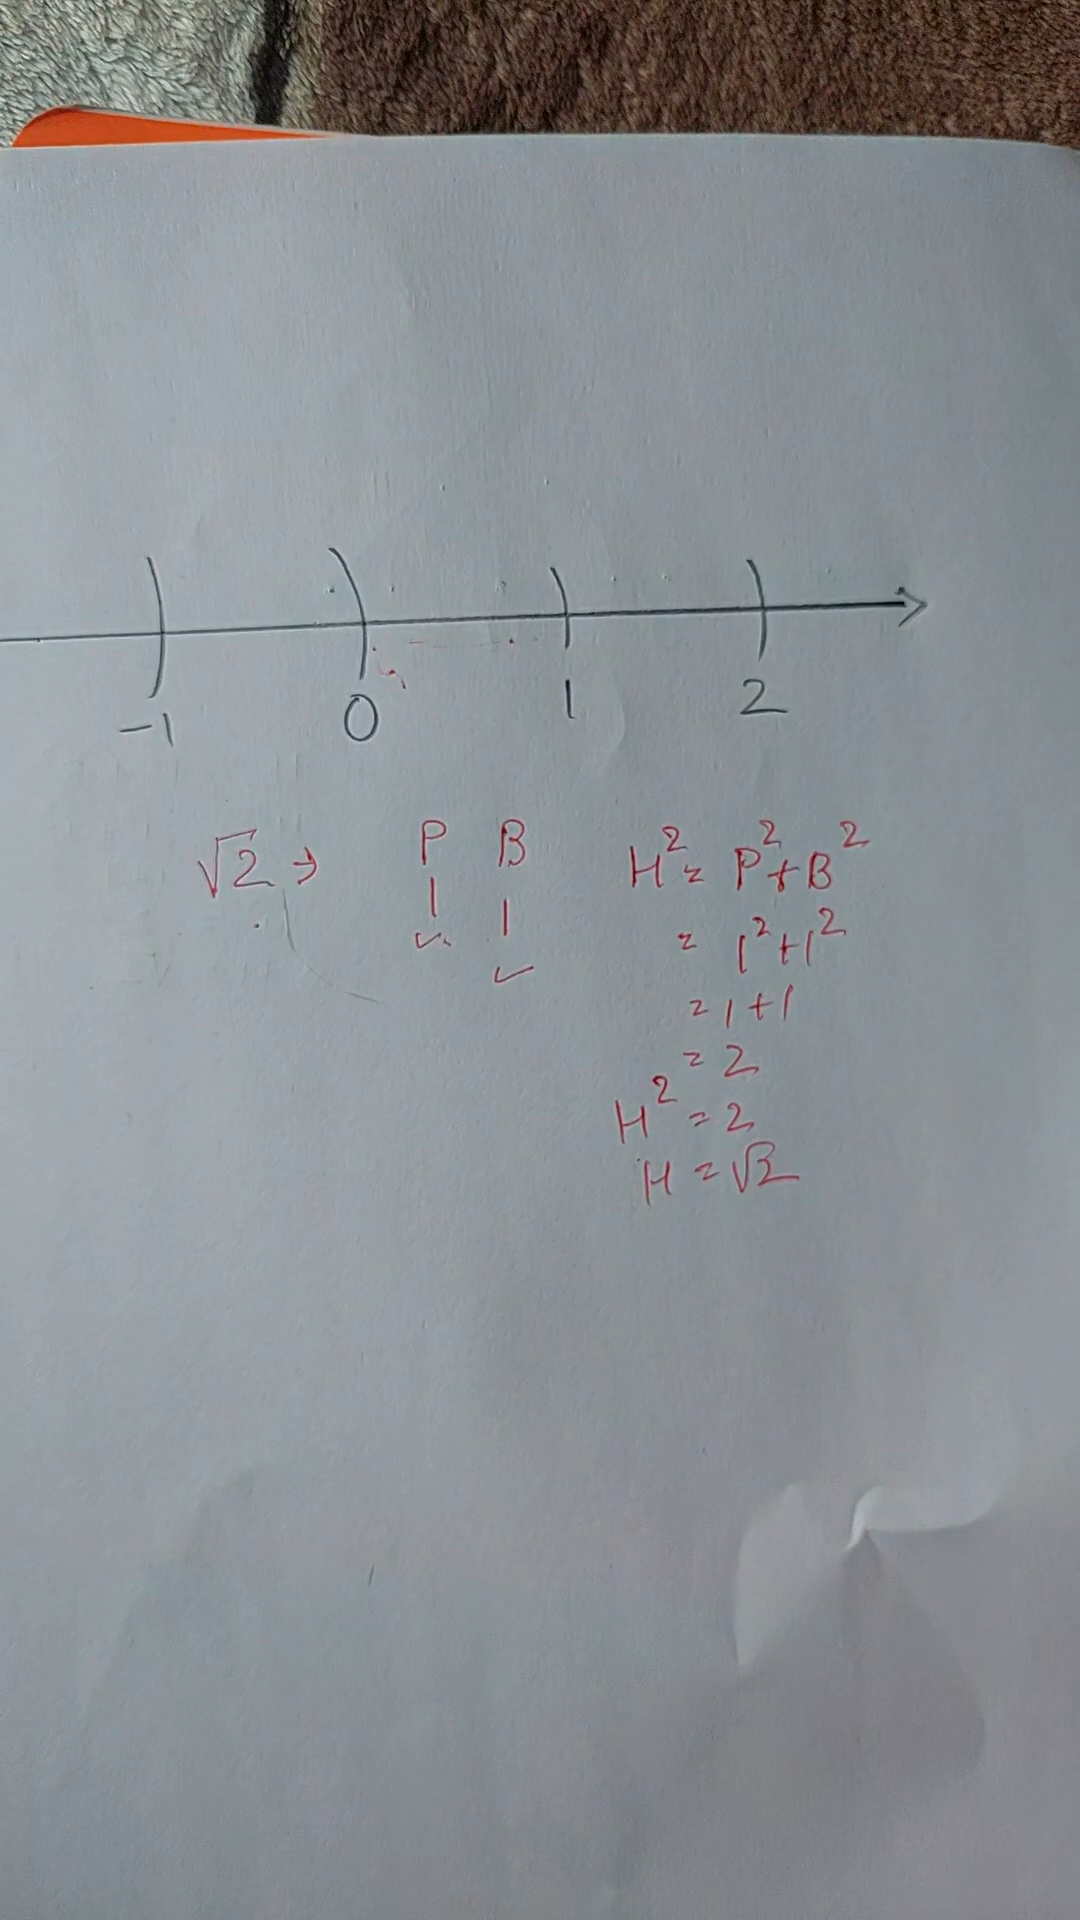 -1 0 1 2
√2 → P B
1 1
H² = P² + B²
= 1² + 1²
= 1 + 1
= 2
H² = 2
H = √2